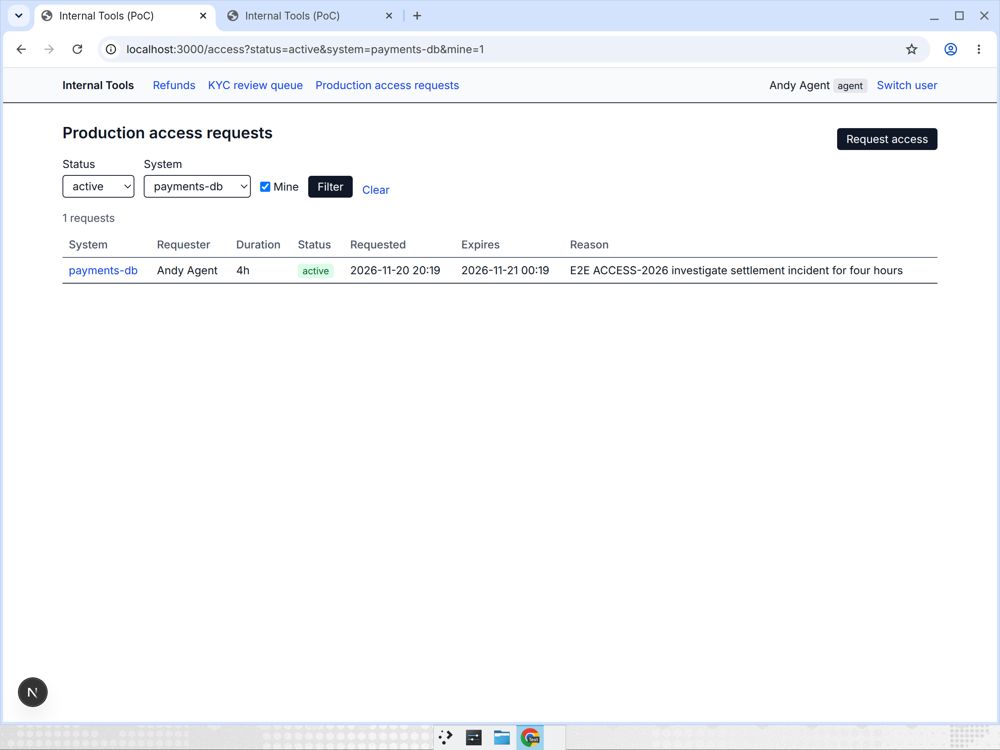 Internal Tools (PoC)
Internal Tools (PoC)
localhost:3000/access?status=active&system=payments-db&mine=1
Internal Tools Refunds KYC review queue Production access requests Andy Agent agent Switch user
Production access requests
Request access
Status System
active payments-db Mine Filter Clear
1 requests
System Requester Duration Status Requested Expires Reason
payments-db Andy Agent 4h active 2026-11-20 20:19 2026-11-21 00:19 E2E ACCESS-2026 investigate settlement incident for four hours
N